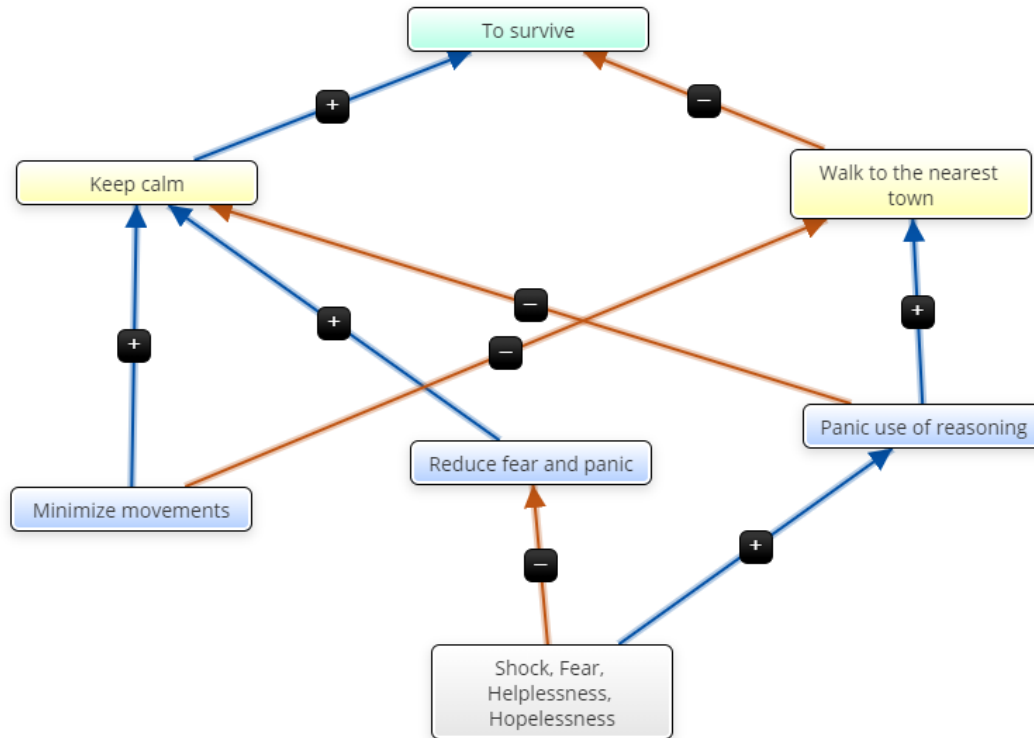 To survive
+
–
Keep calm
Walk to the nearest
town
–
+
+
+
–
Panic use of reasoning
Reduce fear and panic
Minimize movements
+
–
Shock, Fear,
Helplessness,
Hopelessness